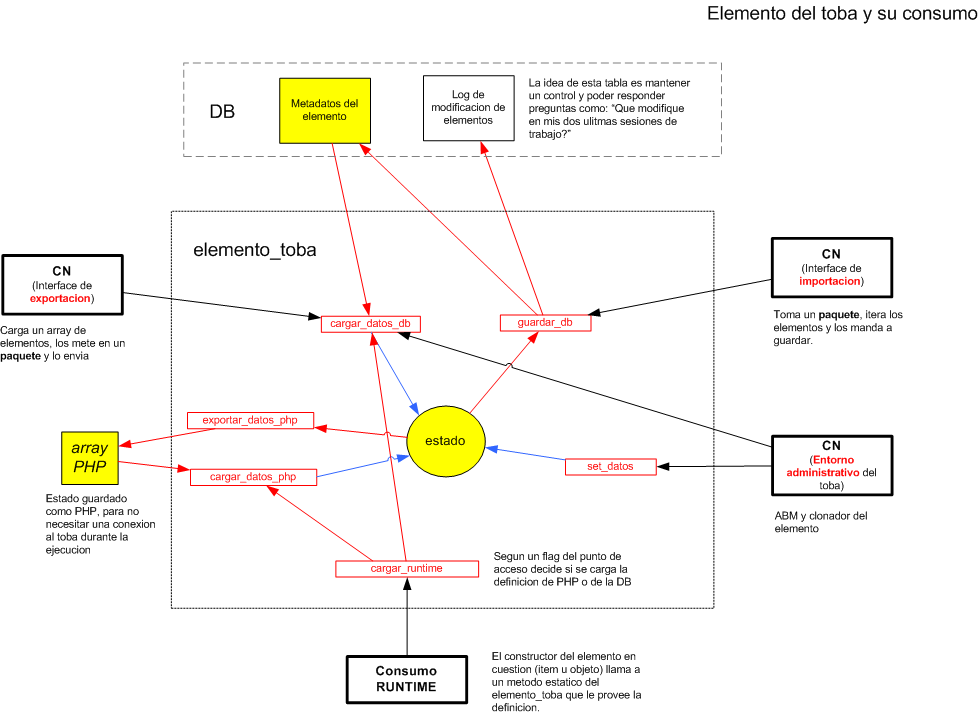 Elemento del toba y su consumo
DB
Metadatos del
elemento
Log de
modificacion de
elementos
La idea de esta tabla es mantener
un control y poder responder
preguntas como: "Que modifique
en mis dos ulitmas sesiones de
trabajo?"
elemento_toba
CN
(Interface de
exportacion)
Carga un array de
elementos, los mete en un
paquete y lo envia
CN
(Interface de
importacion)
Toma un paquete, itera los
elementos y los manda a
guardar.
cargar_datos_db
guardar_db
exportar_datos_php
estado
array
PHP
cargar_datos_php
set_datos
CN
(Entorno
administrativo del
toba)
Estado guardado
como PHP, para no
necesitar una conexion
al toba durante la
ejecucion
ABM y clonador del
elemento
cargar_runtime
Segun un flag del punto de
acceso decide si se carga la
definicion de PHP o de la DB
Consumo
RUNTIME
El constructor del elemento en
cuestion (item u objeto) llama a
un metodo estatico del
elemento_toba que le provee la
definicion.